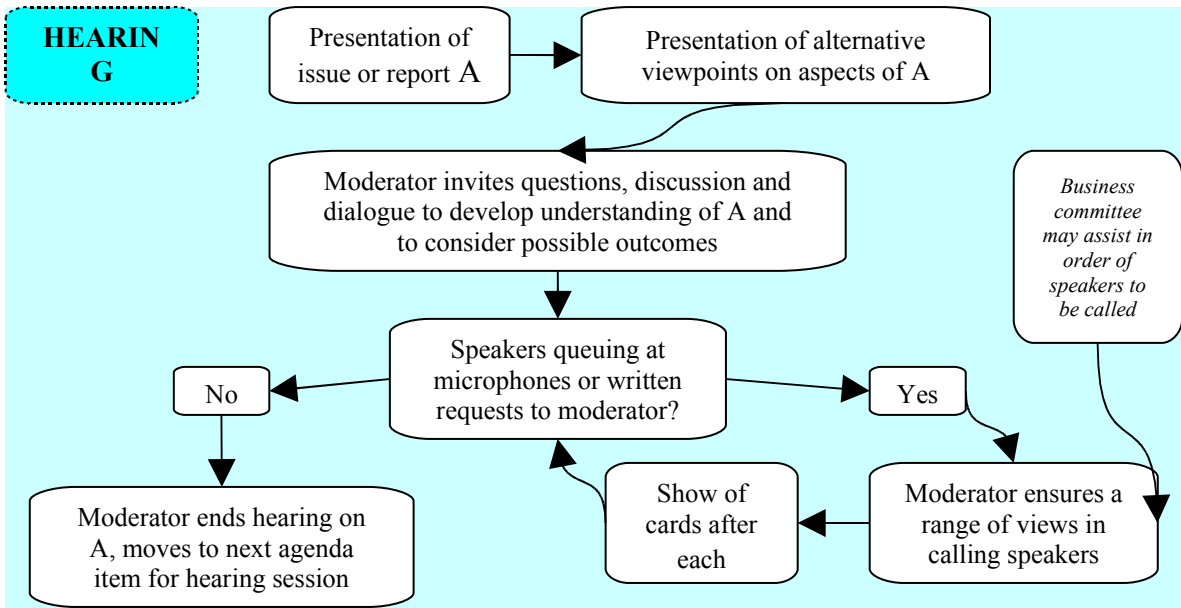 HEARIN
G
Presentation of
issue or report A
Presentation of alternative
viewpoints on aspects of A
Moderator invites questions, discussion and
dialogue to develop understanding of A and
to consider possible outcomes
Business
committee
may assist in
order of
speakers to
be called
Speakers queuing at
microphones or written
requests to moderator?
No
Yes
Moderator ends hearing on
A, moves to next agenda
item for hearing session
Show of
cards after
each
Moderator ensures a
range of views in
calling speakers